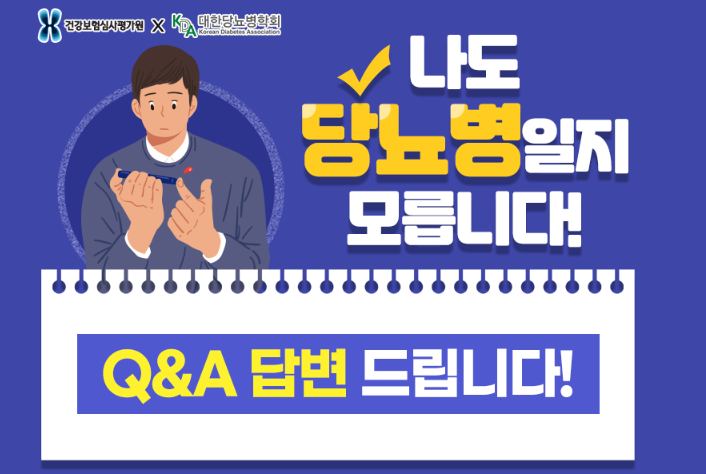 건강보험심사평가원 X KDA 대한당뇨병학회
Korean Diabetes Association
나도
당뇨병일지
모릅니다!
Q&A 답변 드립니다!